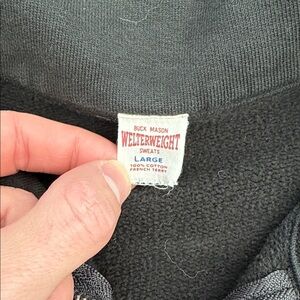 BUCK MASON
WELTERWEIGHT
SWEATS
LARGE
100% COTTON
FRENCH TERRY